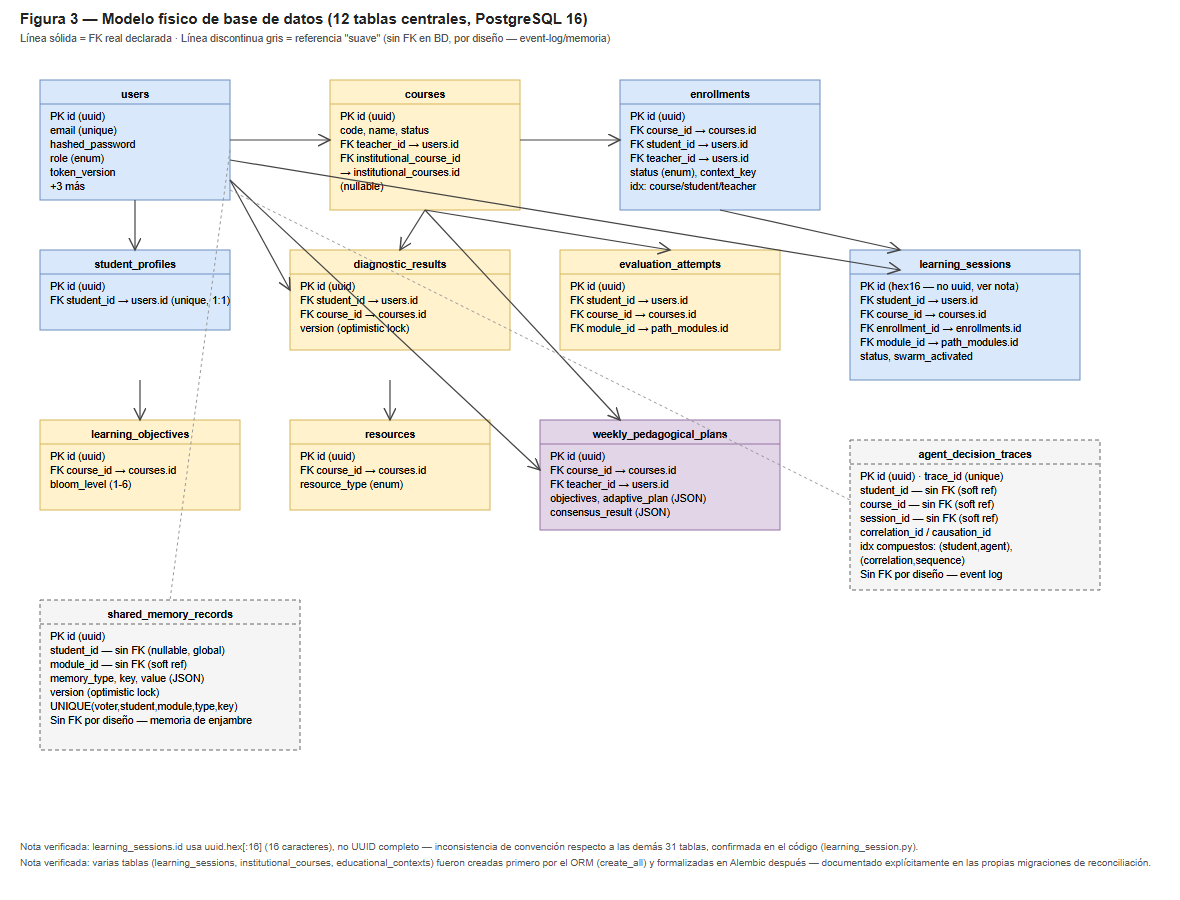 Figura 3 — Modelo físico de base de datos (12 tablas centrales, PostgreSQL 16)
Línea sólida = FK real declarada · Línea discontinua gris = referencia "suave" (sin FK en BD, por diseño — event-log/memoria)
users
PK id (uuid)
email (unique)
hashed_password
role (enum)
token_version
+3 más
courses
PK id (uuid)
code, name, status
FK teacher_id → users.id
FK institutional_course_id
→ institutional_courses.id
(nullable)
enrollments
PK id (uuid)
FK course_id → courses.id
FK student_id → users.id
FK teacher_id → users.id
status (enum), context_key
idx: course/student/teacher
student_profiles
PK id (uuid)
FK student_id → users.id (unique, 1:1)
diagnostic_results
PK id (uuid)
FK student_id → users.id
FK course_id → courses.id
version (optimistic lock)
evaluation_attempts
PK id (uuid)
FK student_id → users.id
FK course_id → courses.id
FK module_id → path_modules.id
learning_sessions
PK id (hex16 — no uuid, ver nota)
FK student_id → users.id
FK course_id → courses.id
FK enrollment_id → enrollments.id
FK module_id → path_modules.id
status, swarm_activated
learning_objectives
PK id (uuid)
FK course_id → courses.id
bloom_level (1-6)
resources
PK id (uuid)
FK course_id → courses.id
resource_type (enum)
weekly_pedagogical_plans
PK id (uuid)
FK course_id → courses.id
FK teacher_id → users.id
objectives, adaptive_plan (JSON)
consensus_result (JSON)
agent_decision_traces
PK id (uuid) · trace_id (unique)
student_id — sin FK (soft ref)
course_id — sin FK (soft ref)
session_id — sin FK (soft ref)
correlation_id / causation_id
idx compuestos: (student,agent),
(correlation,sequence)
Sin FK por diseño — event log
shared_memory_records
PK id (uuid)
student_id — sin FK (nullable, global)
module_id — sin FK (soft ref)
memory_type, key, value (JSON)
version (optimistic lock)
UNIQUE(voter,student,module,type,key)
Sin FK por diseño — memoria de enjambre
Nota verificada: learning_sessions.id usa uuid.hex[:16] (16 caracteres), no UUID completo — inconsistencia de convención respecto a las demás 31 tablas, confirmada en el código (learning_session.py).
Nota verificada: varias tablas (learning_sessions, institutional_courses, educational_contexts) fueron creadas primero por el ORM (create_all) y formalizadas en Alembic después — documentado explícitamente en las propias migraciones de reconciliación.